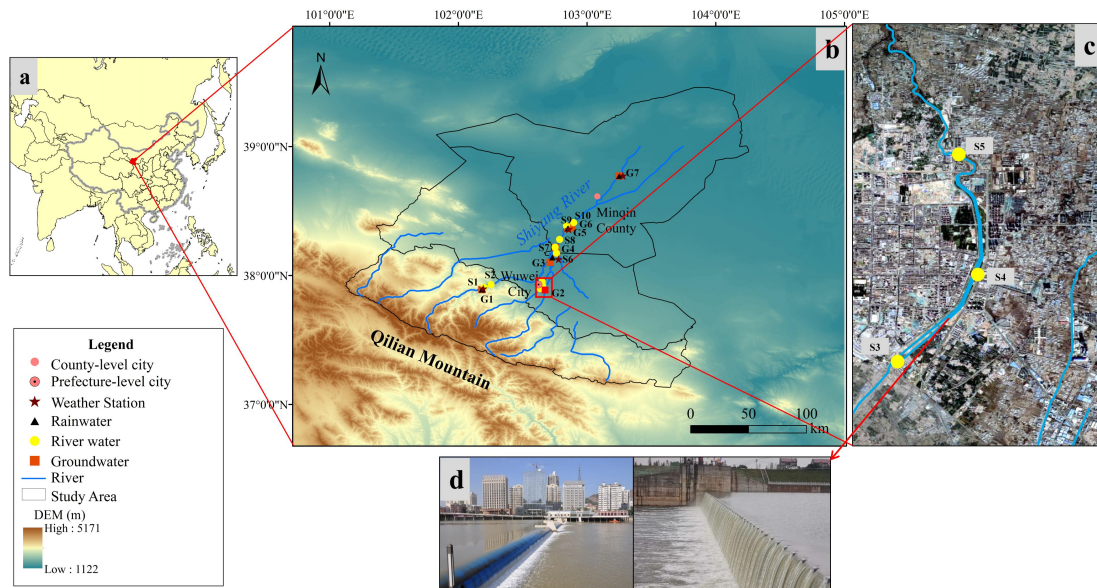 101°0'0"E
102°0'0"E
103°0'0"E
104°0'0"E
105°0'0"E
a
N
b
39°0'0"N
38°0'0"N
37°0'0"N
G7
Shiyang River
Minqin
County
S9
S10
G6
G5
S8
S7
G4
G3
S6
Wuwei
City
S2
S1
G1
G2
Qilian Mountain
0
50
100
km
c
S5
S4
S3
Legend
County-level city
Prefecture-level city
Weather Station
Rainwater
River water
Groundwater
River
Study Area
DEM (m)
High : 5171
Low : 1122
d